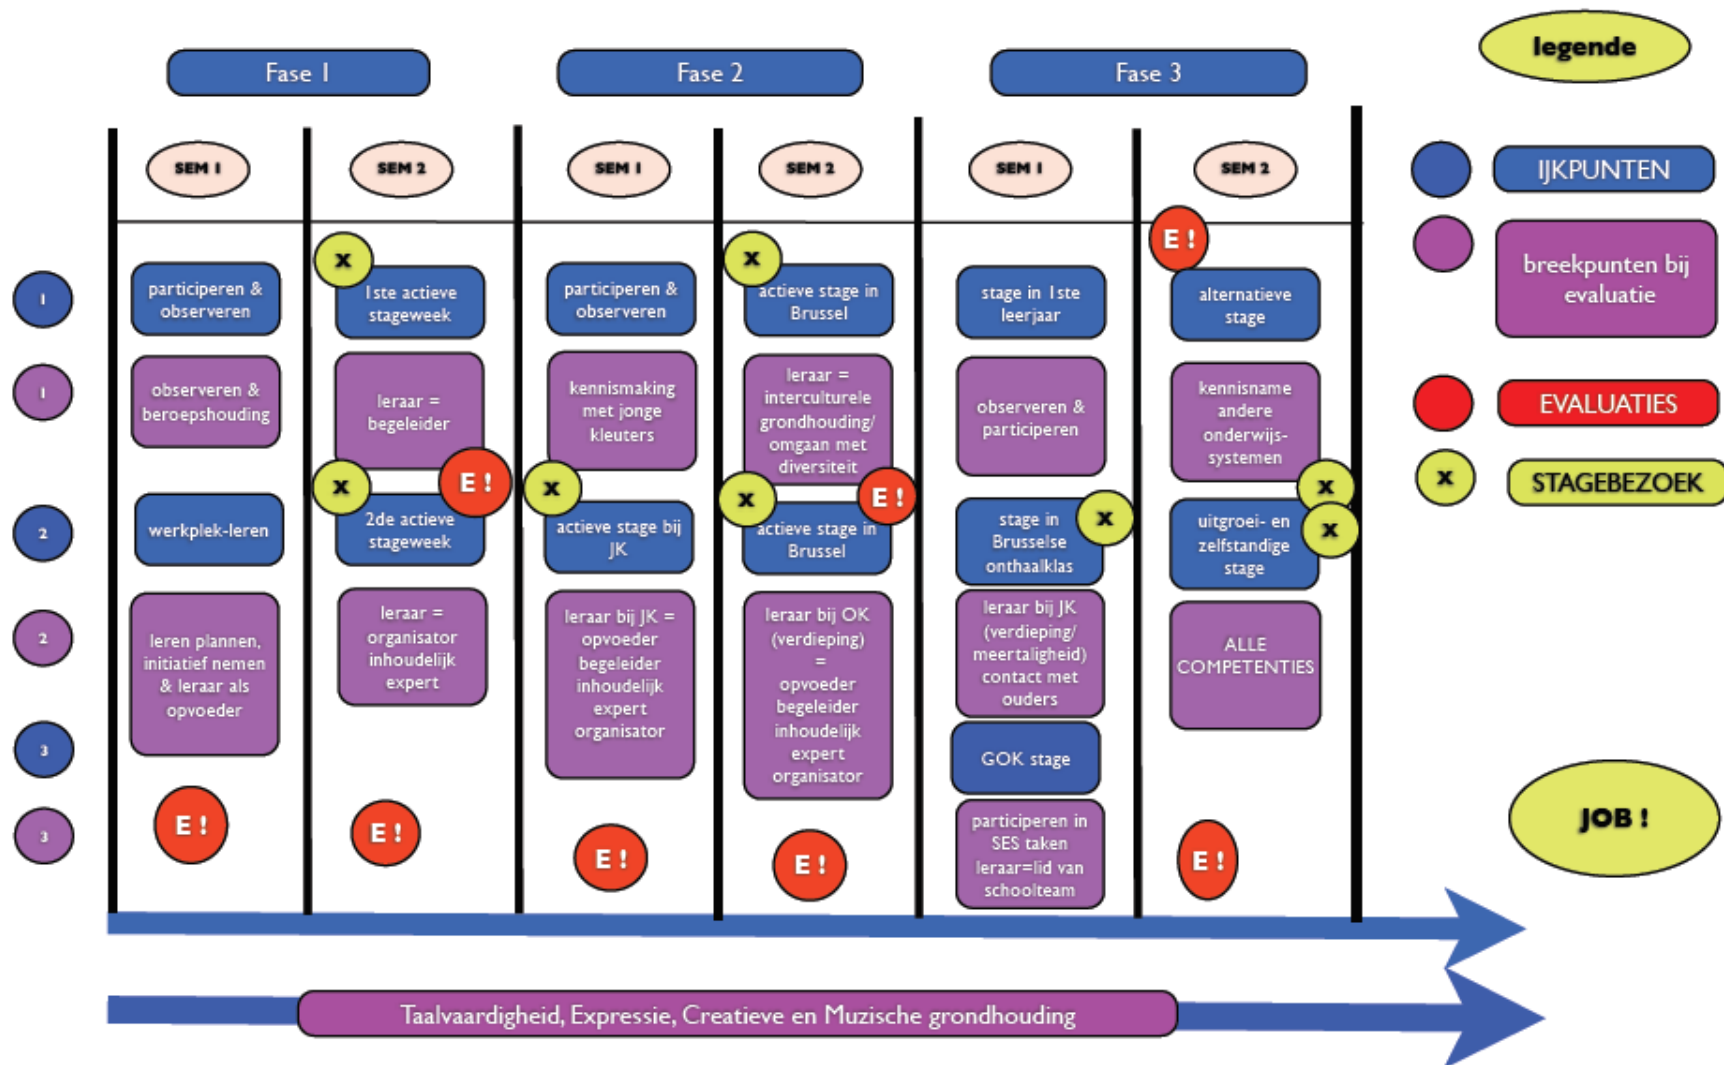 legende
Fase 1
Fase 2
Fase 3
SEM 1
SEM 2
SEM 1
SEM 2
SEM 1
SEM 2
IJKPUNTEN
breekpunten bij
evaluatie
EVALUATIES
x
STAGEBEZOEK
1
participeren &
observeren
x
1ste actieve
stageweek
participeren &
observeren
x
actieve stage in
Brussel
stage in 1ste
leerjaar
E !
alternatieve
stage
1
observeren &
beroepshouding
leraar =
begeleider
kennismaking
met jonge
kleuters
leraar =
interculturele
grondhouding/
omgaan met
diversiteit
observeren &
participeren
kennisname
andere
onderwijs-
systemen
2
werkplek-leren
x
E !
2de actieve
stageweek
x
actieve stage bij
JK
x
E !
actieve stage in
Brussel
stage in
Brusselse
onthaalklas
x
uitgroei- en
zelfstandige
stage
x
x
2
leren plannen,
initiatief nemen
& leraar als
opvoeder
leraar =
organisator
inhoudelijk
expert
leraar bij JK =
opvoeder
begeleider
inhoudelijk
expert
organisator
leraar bij OK
(verdieping)
=
opvoeder
begeleider
inhoudelijk
expert
organisator
leraar bij JK
(verdieping/
meertaligheid)
contact met
ouders
ALLE
COMPETENTIES
3
GOK stage
3
E !
E !
E !
E !
participeren in
SES taken
leraar=lid van
schoolteam
E !
JOB !
Taalvaardigheid, Expressie, Creatieve en Muzische grondhouding